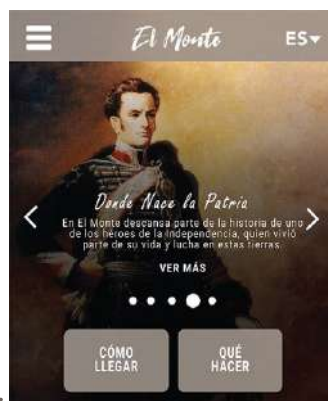 El Monte
ES
Donde Nace la Patria
En El Monte descansa parte de la historia de uno
de los héroes de la Independencia, quien vivió
parte de su vida y lucha en estas tierras.
VER MÁS
CÓMO
LLEGAR
QUÉ
HACER